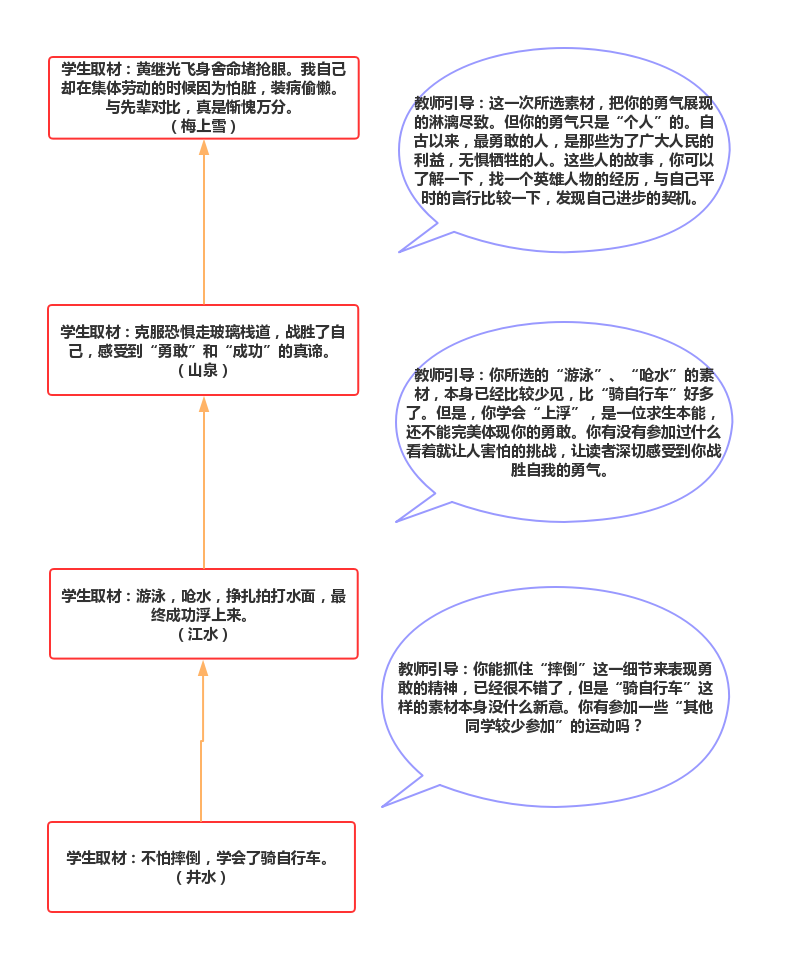 学生取材：黄继光飞身舍命堵抢眼。我自己
却在集体劳动的时候因为怕脏，装病偷懒。
与先辈对比，真是惭愧万分。
（梅上雪）
教师引导：这一次所选素材，把你的勇气展现
的淋漓尽致。但你的勇气只是“个人”的。自
古以来，最勇敢的人，是那些为了广大人民的
利益，无惧牺牲的人。这些人的故事，你可以
了解一下，找一个英雄人物的经历，与自己平
时的言行比较一下，发现自己进步的契机。
学生取材：克服恐惧走玻璃栈道，战胜了自
己，感受到“勇敢”和“成功”的真谛。
（山泉）
教师引导：你所选的“游泳”、“呛水”的素
材，本身已经比较少见，比“骑自行车”好多
了。但是，你学会“上浮”，是一位求生本能，
还不能完美体现你的勇敢。你有没有参加过什么
看着就让人害怕的挑战，让读者深切感受到你战
胜自我的勇气。
学生取材：游泳，呛水，挣扎拍打水面，最
终成功浮上来。
（江水）
教师引导：你能抓住“摔倒”这一细节来表现勇
敢的精神，已经很不错了，但是“骑自行车”这
样的素材本身没什么新意。你有参加一些“其他
同学较少参加”的运动吗？
学生取材：不怕摔倒，学会了骑自行车。
（井水）